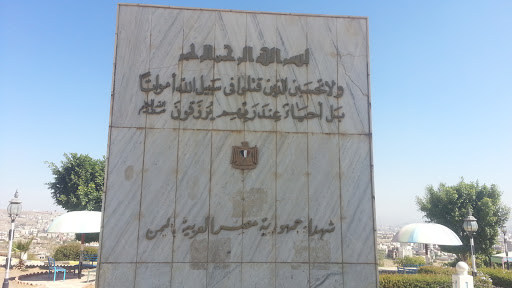 بسم الله الرحمن الرحيم
ولا تحسبن الذين قتلوا في سبيل الله أمواتًا
بل أحياء عند ربهم يرزقون
شهداء جمهورية مصر العربية باليمن